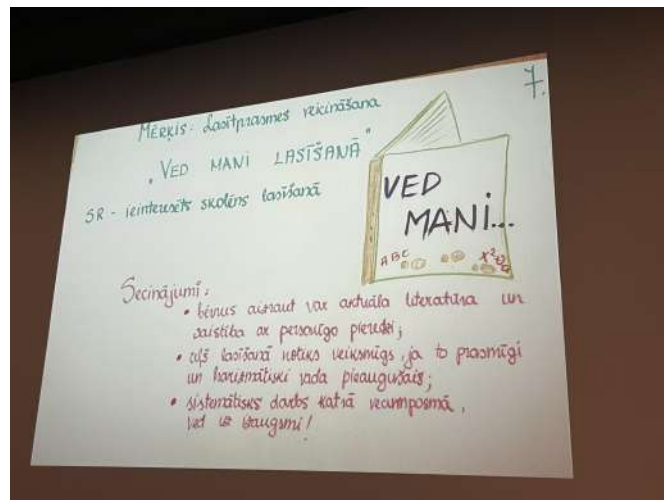 7.
Mērķis: Lasītprasmes veicināšana
"VED MANI LASĪŠANĀ"
SR - ieinteresēts skolēns lasīšanā
VED
MANI...
ABC
Secinājumi:
• bērnus aizraut var aktuāla literatūra un
saistība ar personīgo pieredzi;
• ceļš lasīšanā notiks veiksmīgs, ja to prasmīgi
un harizmātiski vada pieaugušais;
• sistemātisks darbs katrā vecumposmā,
ved uz izaugsmi!